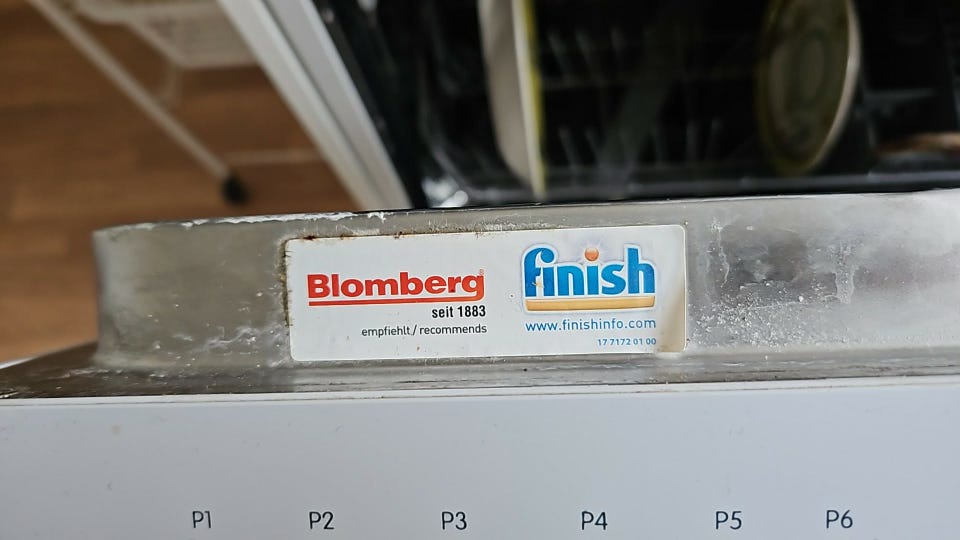 Blomberg
seit 1883
empfiehlt / recommends
finish
www.finishinfo.com
17 7172 01 00
P1 P2 P3 P4 P5 P6